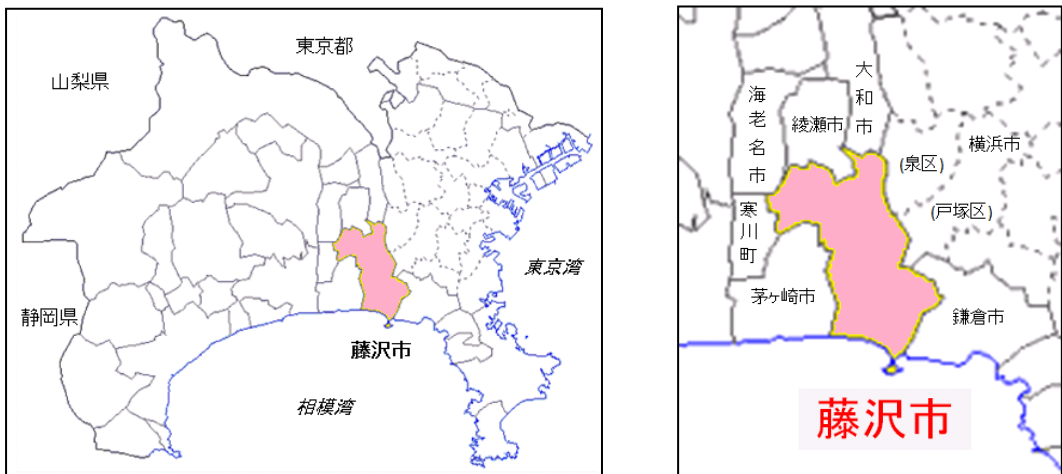 東京都
山梨県
東京湾
静岡県
藤沢市
相模湾
大和市
海老名市
綾瀬市
横浜市
(泉区)
(戸塚区)
寒川町
茅ヶ崎市
鎌倉市
藤沢市